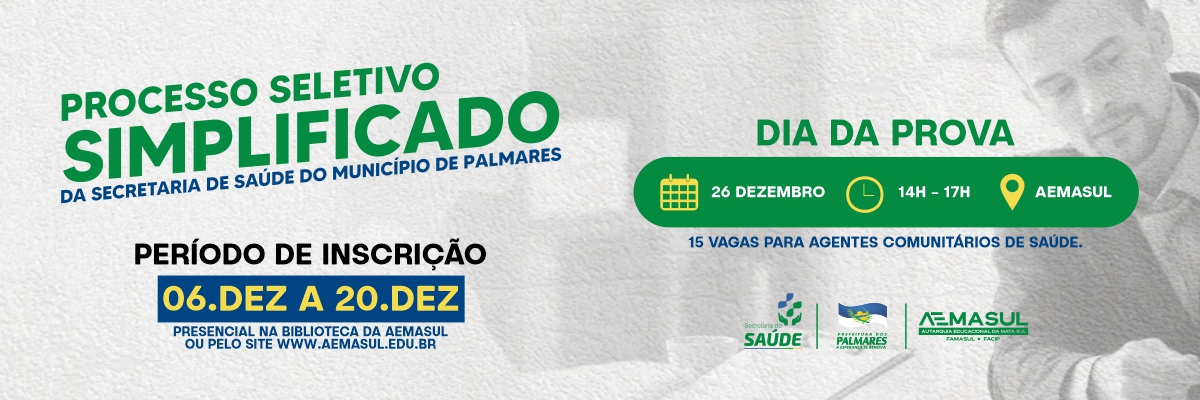 PROCESSO SELETIVO
SIMPLIFICADO
DA SECRETARIA DE SAÚDE DO MUNICÍPIO DE PALMARES
PERÍODO DE INSCRIÇÃO
06.DEZ A 20.DEZ
PRESENCIAL NA BIBLIOTECA DA AEMASUL
OU PELO SITE WWW.AEMASUL.EDU.BR
DIA DA PROVA
26 DEZEMBRO 14H - 17H AEMASUL
15 VAGAS PARA AGENTES COMUNITÁRIOS DE SAÚDE.
Secretaria de
SAÚDE
PREFEITURA DOS
PALMARES
A ESPERANÇA SE RENOVA
AEMASUL
AUTARQUIA EDUCACIONAL DA MATA SUL
FAMASUL • FACIP